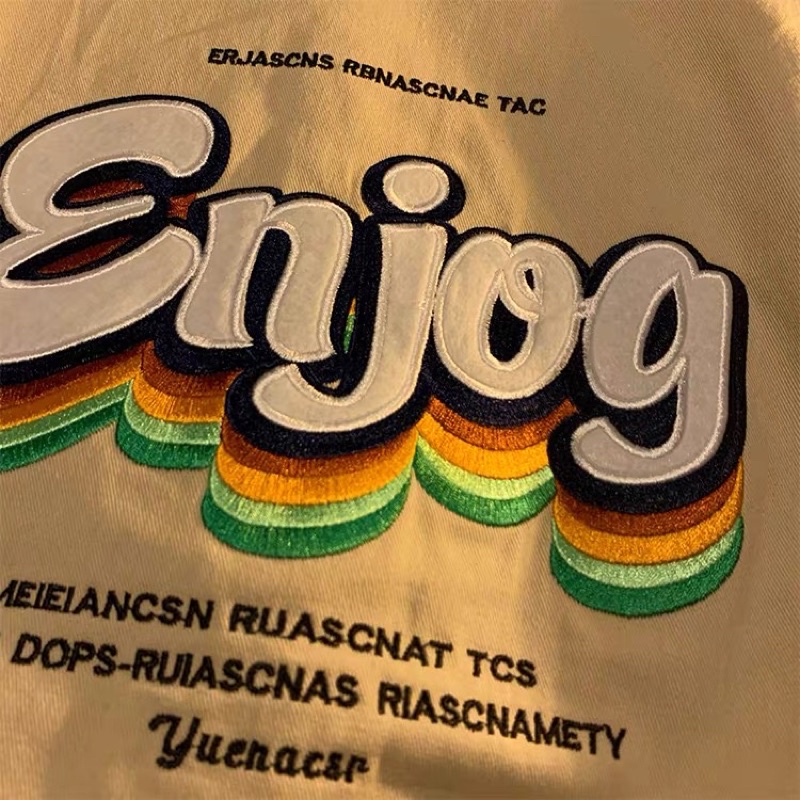 ERJASCNS RBNASCNAE TAC
Enjog
MEIEIANCSN RUASCNAT TCS
DOPS-RUIASCNAS RIASCNAMETY
Yuenacsr